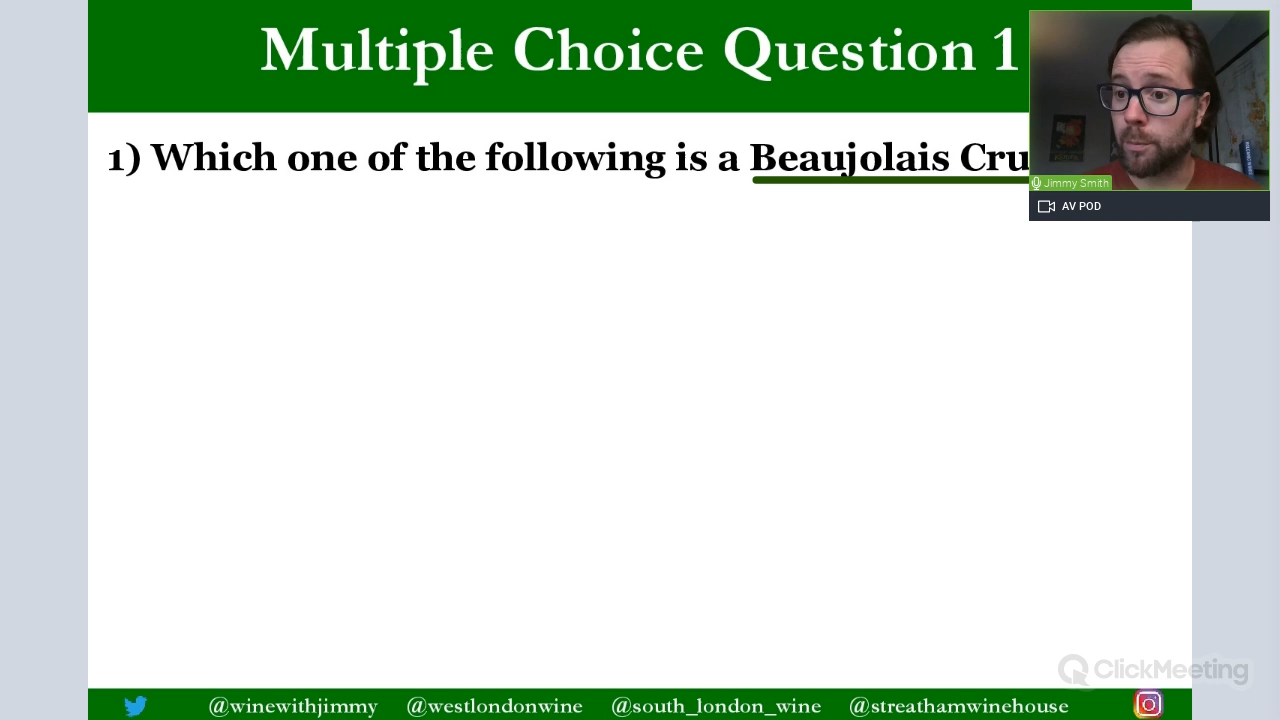 Multiple Choice Question 1
1) Which one of the following is a Beaujolais Cru
Jimmy Smith
AV POD
ClickMeeting
@winewithjimmy @westlondonwine @south_london_wine @streathamwinehouse